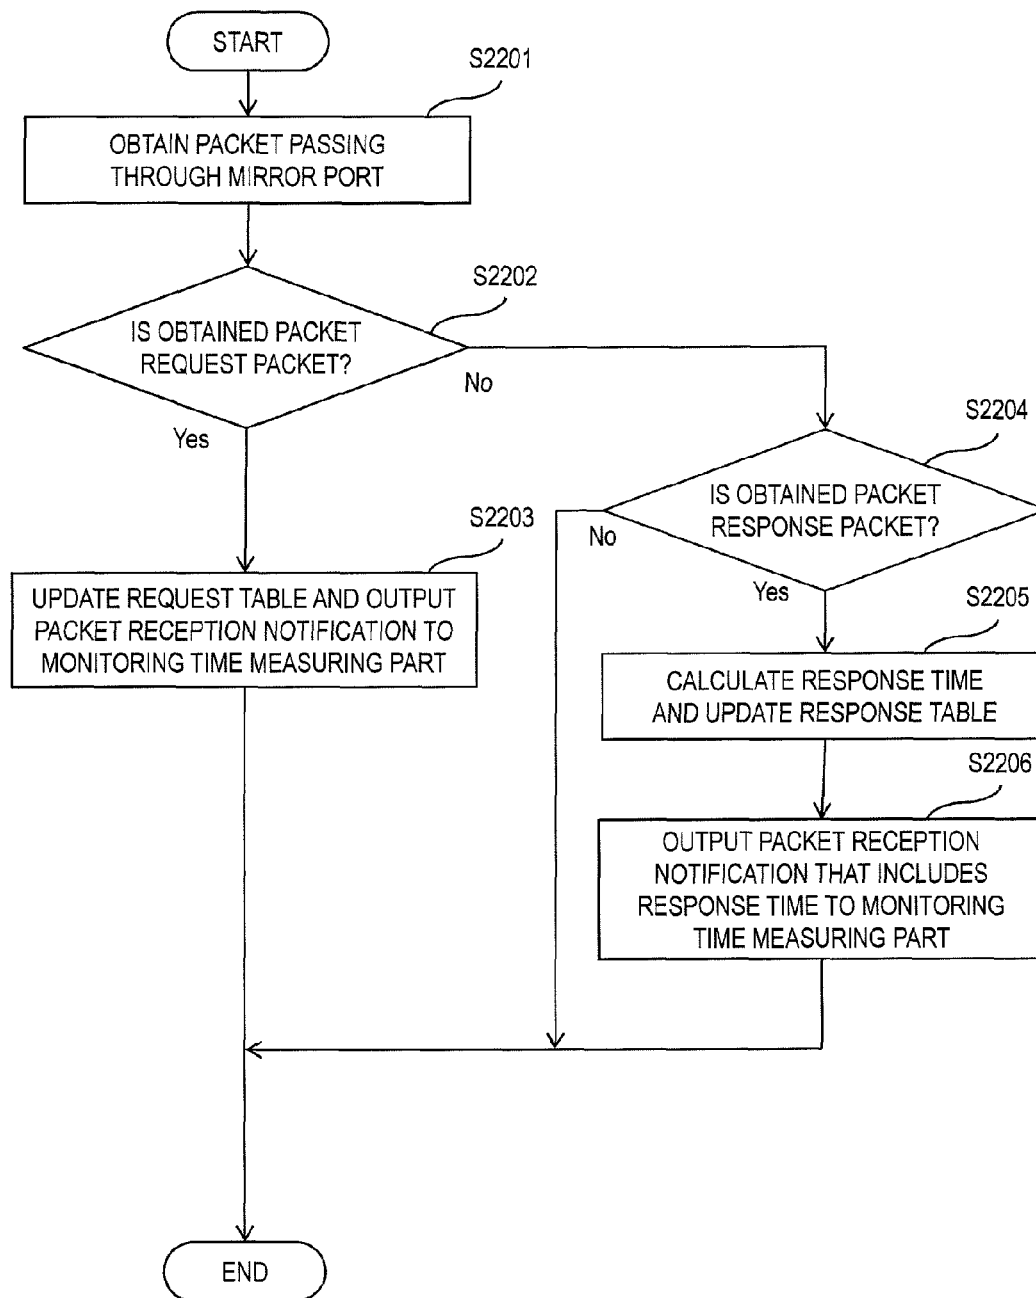 START
S2201
OBTAIN PACKET PASSING
THROUGH MIRROR PORT
S2202
IS OBTAINED PACKET
REQUEST PACKET?
No
Yes
S2204
IS OBTAINED PACKET
RESPONSE PACKET?
No
Yes
S2203
UPDATE REQUEST TABLE AND OUTPUT
PACKET RECEPTION NOTIFICATION TO
MONITORING TIME MEASURING PART
S2205
CALCULATE RESPONSE TIME
AND UPDATE RESPONSE TABLE
S2206
OUTPUT PACKET RECEPTION
NOTIFICATION THAT INCLUDES
RESPONSE TIME TO MONITORING
TIME MEASURING PART
END